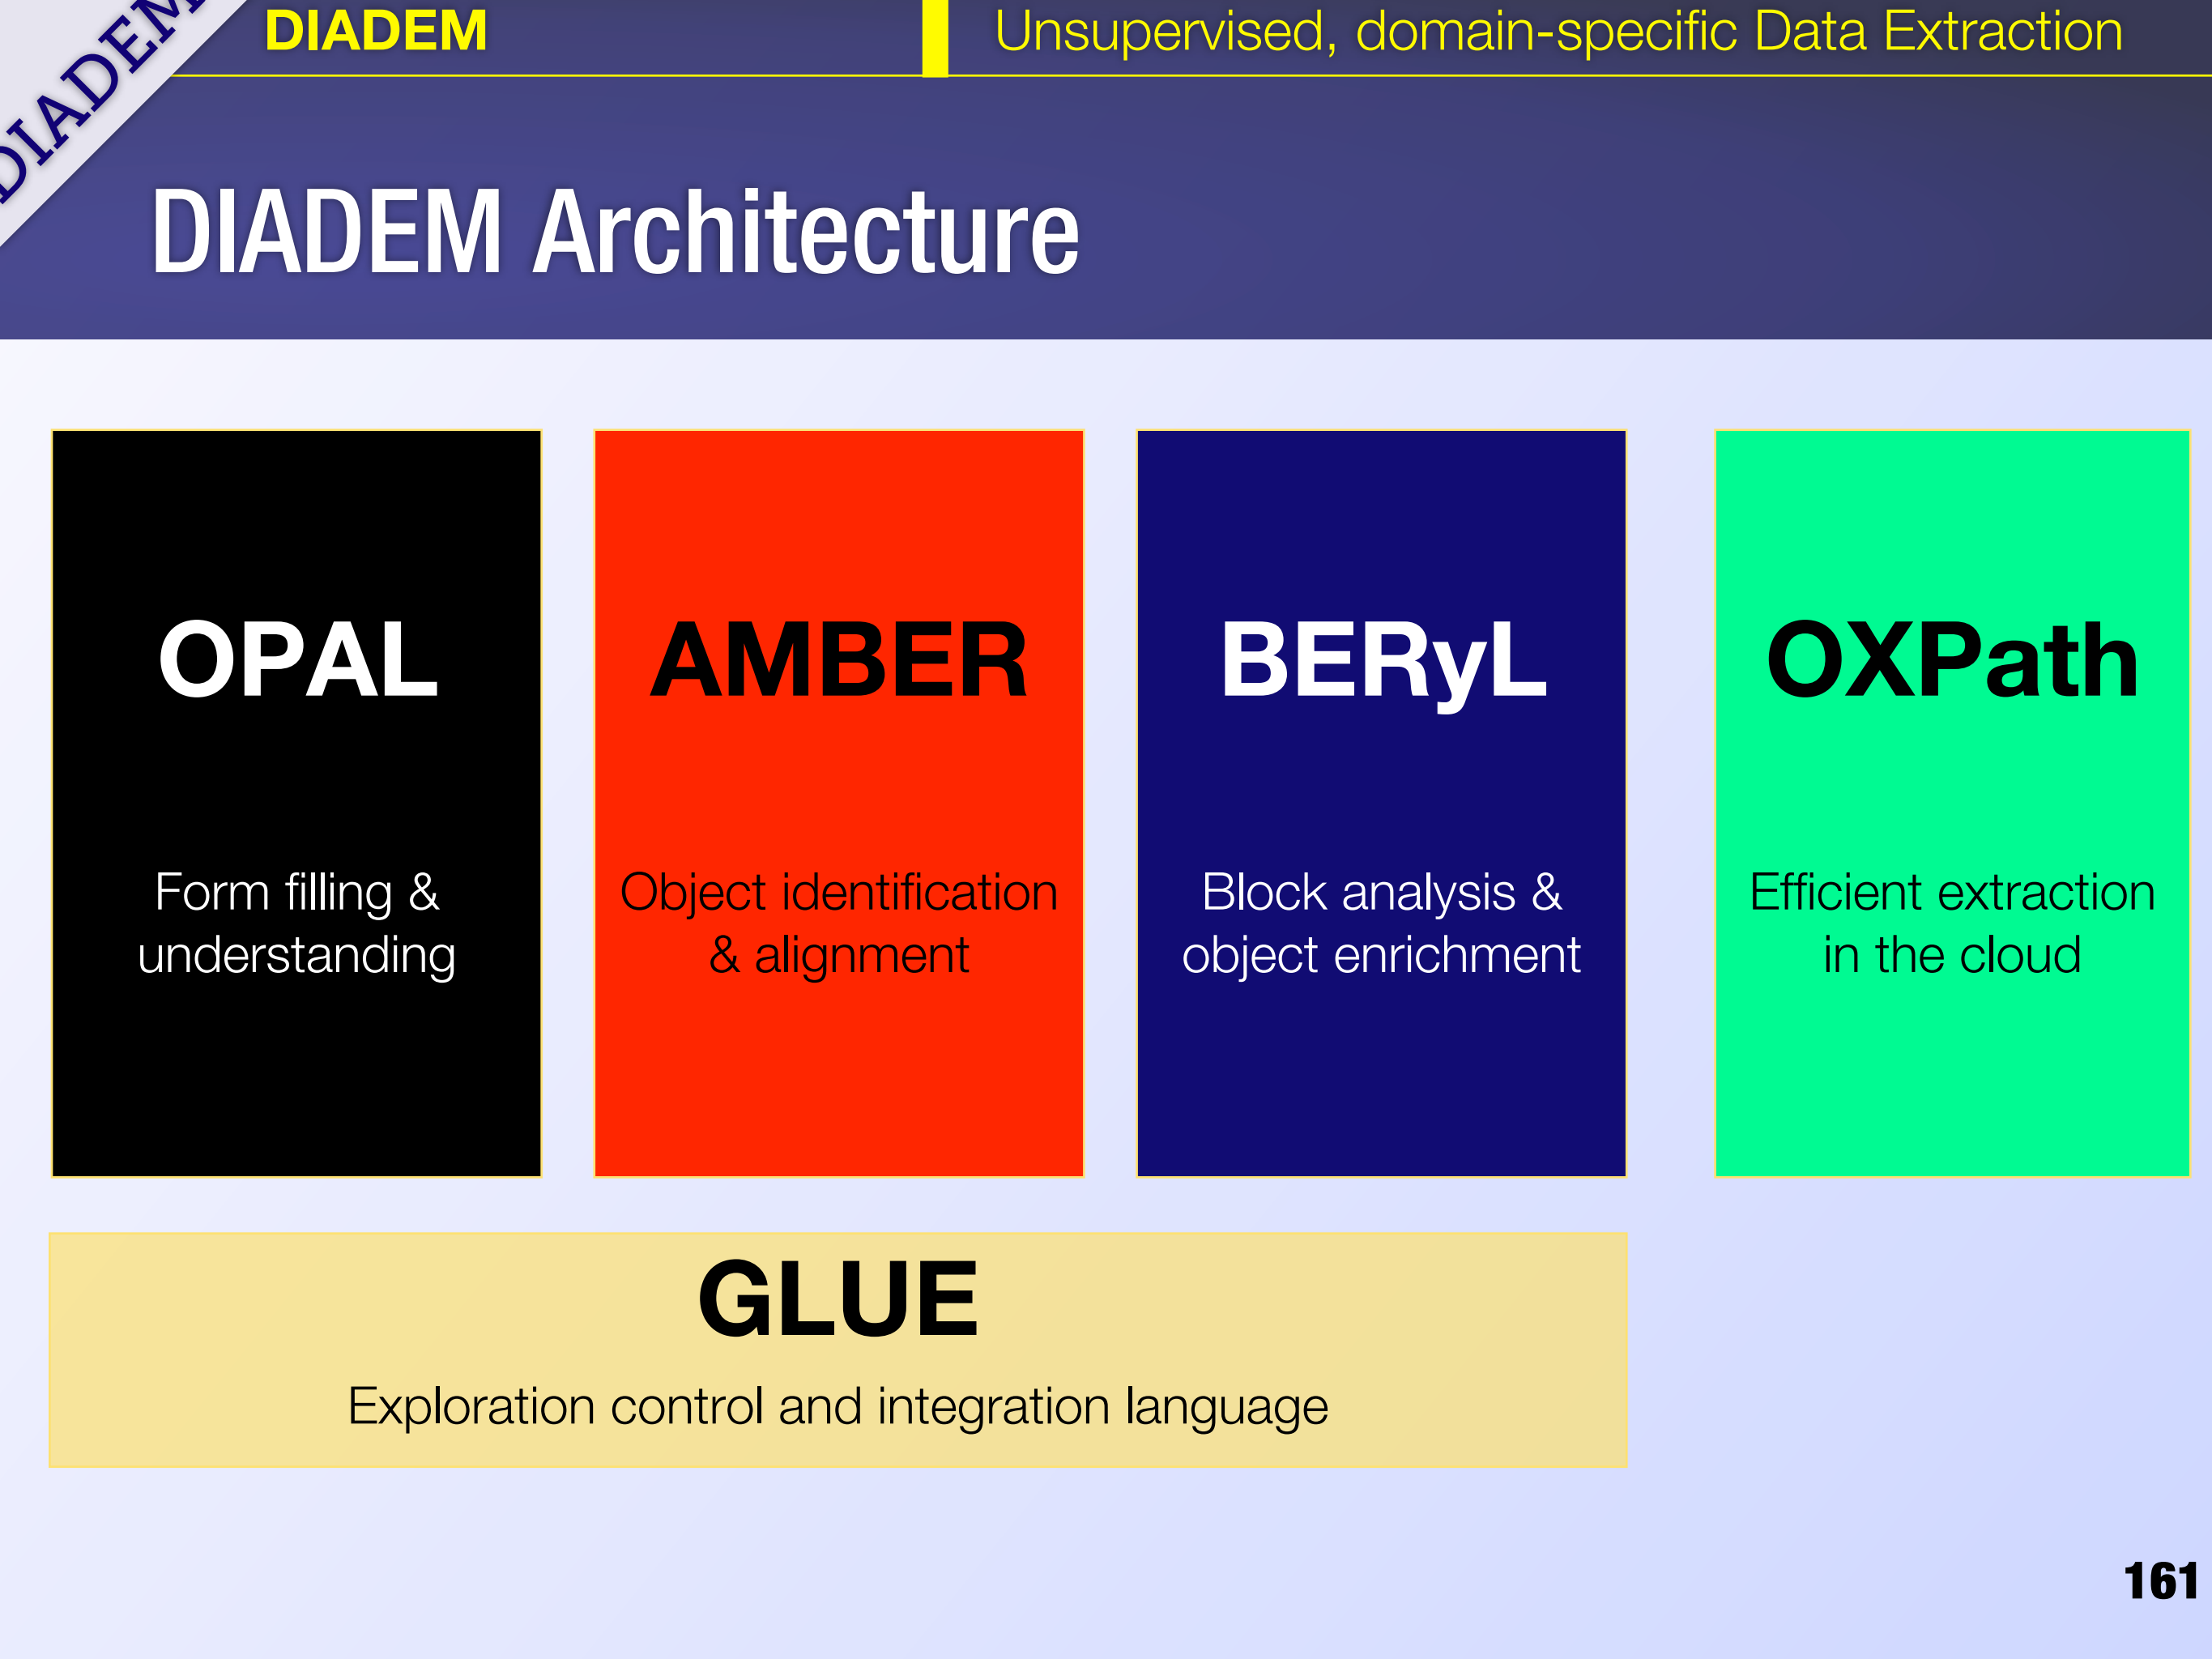 DIADEM
DIADEM
Unsupervised, domain-specific Data Extraction
DIADEM Architecture
OPAL
Form filling &
understanding
AMBER
Object identification
& alignment
BERyL
Block analysis &
object enrichment
OXPath
Efficient extraction
in the cloud
GLUE
Exploration control and integration language
161